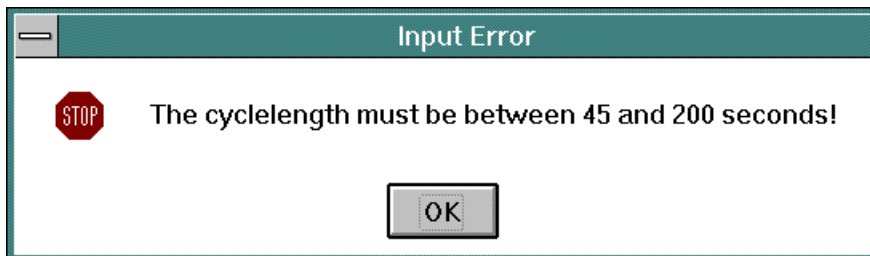 Input Error
STOP The cyclelength must be between 45 and 200 seconds!
OK